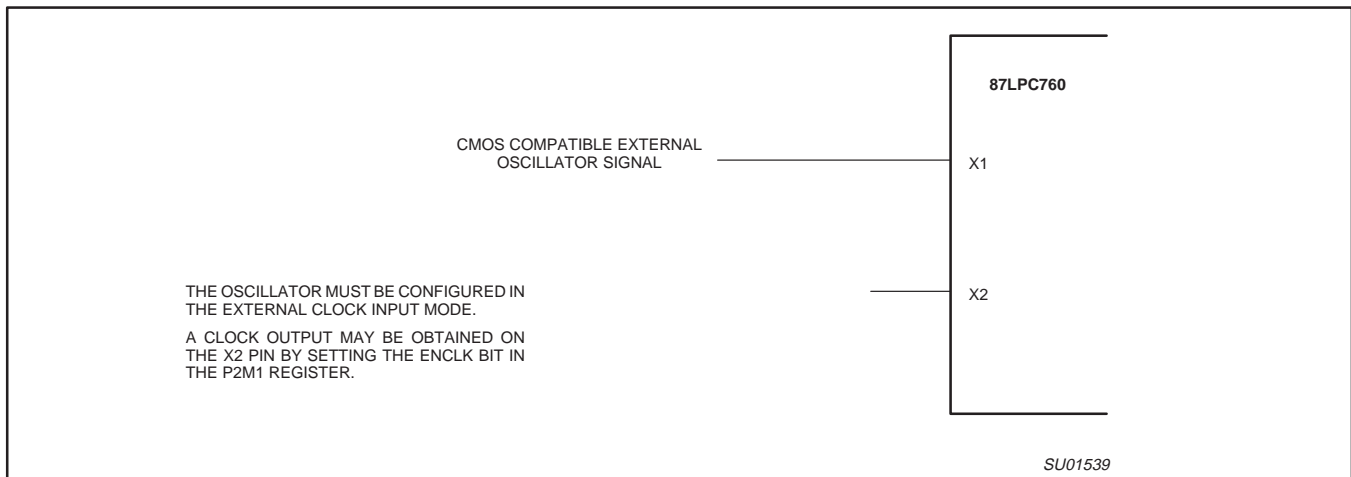 87LPC760
CMOS COMPATIBLE EXTERNAL
OSCILLATOR SIGNAL
X1
THE OSCILLATOR MUST BE CONFIGURED IN
THE EXTERNAL CLOCK INPUT MODE.
X2
A CLOCK OUTPUT MAY BE OBTAINED ON
THE X2 PIN BY SETTING THE ENCLK BIT IN
THE P2M1 REGISTER.
SU01539